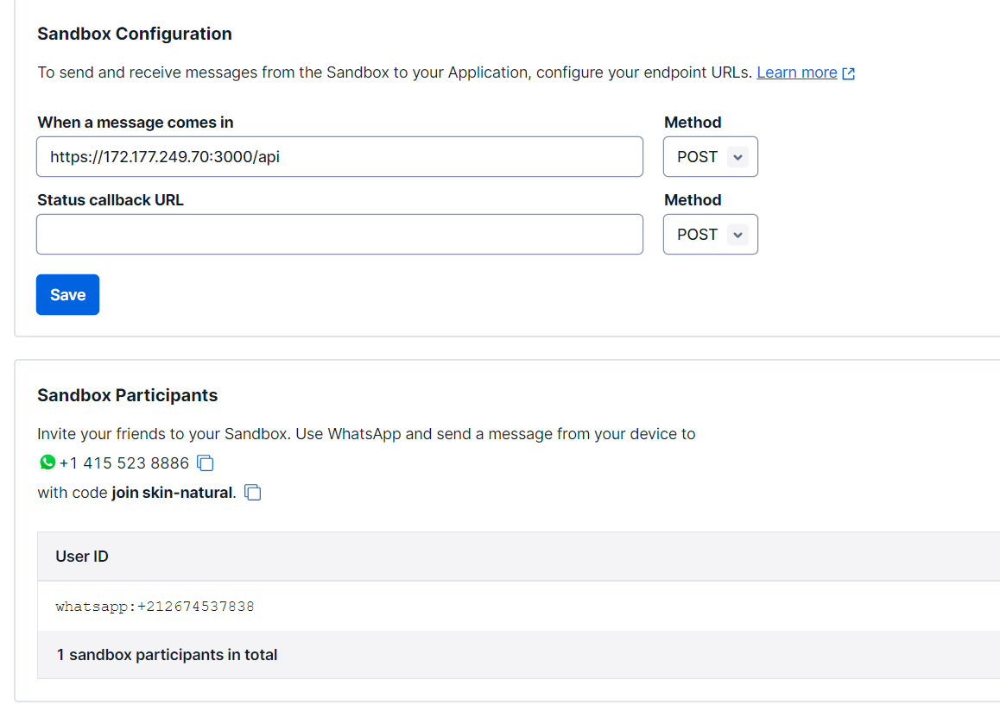 Sandbox Configuration
To send and receive messages from the Sandbox to your Application, configure your endpoint URLs. Learn more
When a message comes in
Method
https://172.177.249.70:3000/api
POST
Status callback URL
Method
POST
Save
Sandbox Participants
Invite your friends to your Sandbox. Use WhatsApp and send a message from your device to
+1 415 523 8886
with code join skin-natural.
User ID
whatsapp:+212674537838
1 sandbox participants in total